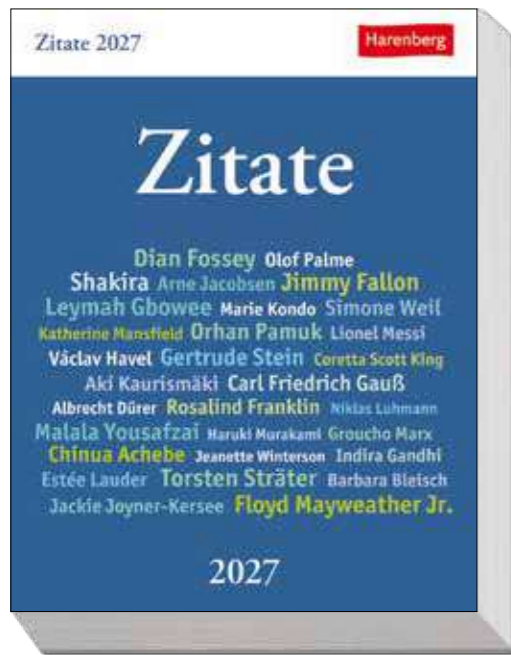 Zitate 2027
Harenberg
Zitate
Dian Fossey Olof Palme
Shakira Arne Jacobsen Jimmy Fallon
Leymah Gbowee Marie Kondo Simone Weil
Katherine Mansfield Orhan Pamuk Lionel Messi
Václav Havel Gertrude Stein Coretta Scott King
Aki Kaurismäki Carl Friedrich Gauß
Albrecht Dürer Rosalind Franklin Niklas Luhmann
Malala Yousafzai Haruki Murakami Groucho Marx
Chinua Achebe Jeanette Winterson Indira Gandhi
Estée Lauder Torsten Sträter Barbara Bleisch
Jackie Joyner-Kersee Floyd Mayweather Jr.
2027